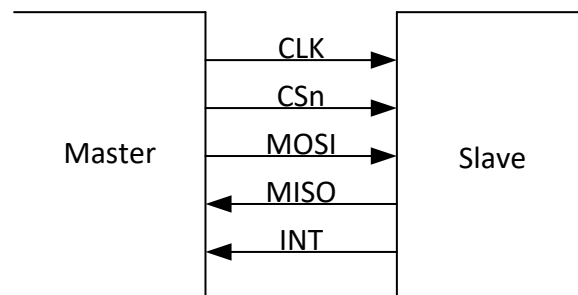 CLK
CSn
Master
MOSI
Slave
MISO
INT